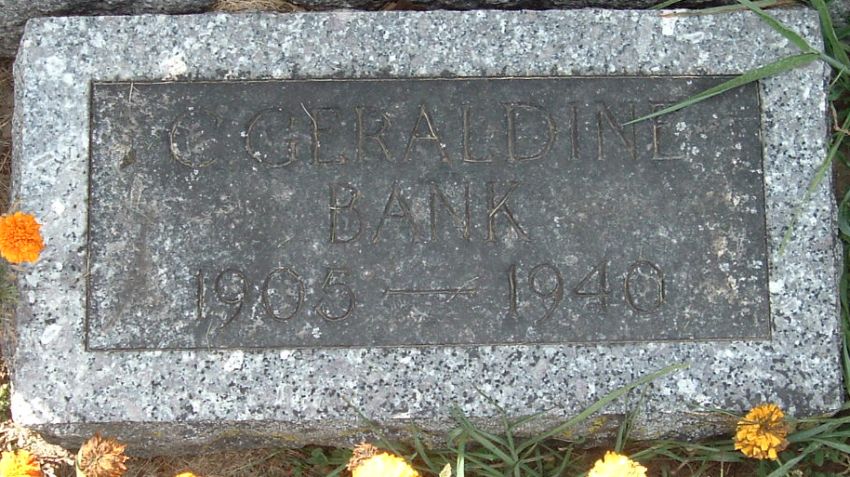 C. GERALDINE
BANK
1905 — 1940